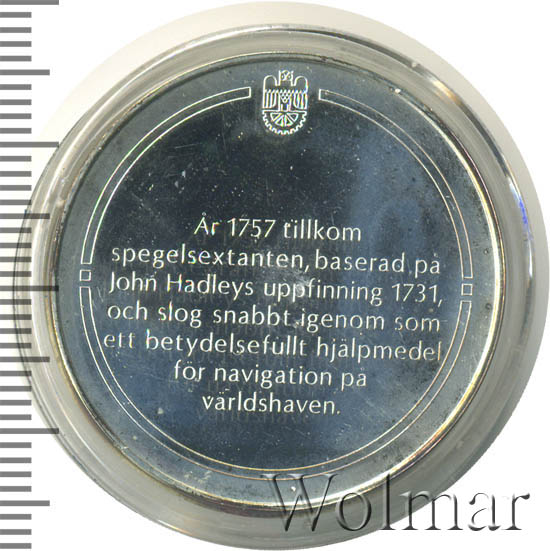 År 1757 tillkom
spegelsextanten, baserad på
John Hadleys uppfinning 1731,
och slog snabbt igenom som
ett betydelsefullt hjälpmedel
för navigation på
världshaven.
Wolmar